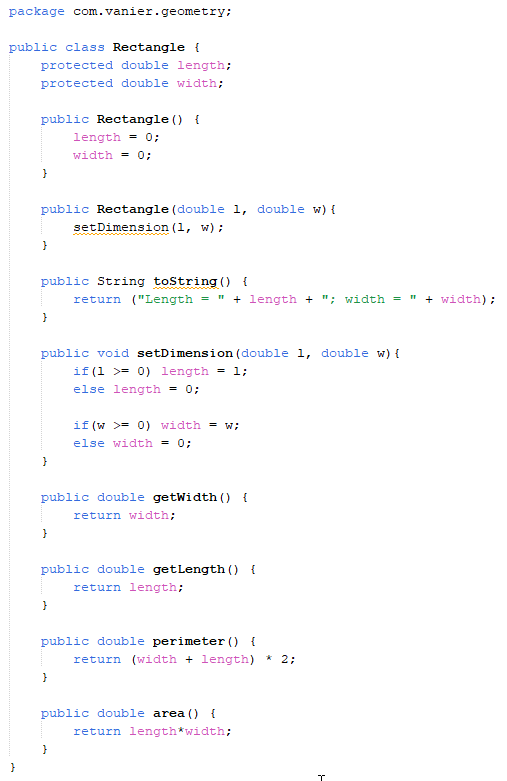 package com.vanier.geometry;
public class Rectangle {
protected double length;
protected double width;
public Rectangle() {
length = 0;
width = 0;
}
public Rectangle(double l, double w){
setDimension(l, w);
}
public String toString() {
return ("Length = " + length + "; width = " + width);
}
public void setDimension(double l, double w){
if(l >= 0) length = l;
else length = 0;
if(w >= 0) width = w;
else width = 0;
}
public double getWidth() {
return width;
}
public double getLength() {
return length;
}
public double perimeter() {
return (width + length) * 2;
}
public double area() {
return length*width;
}
}